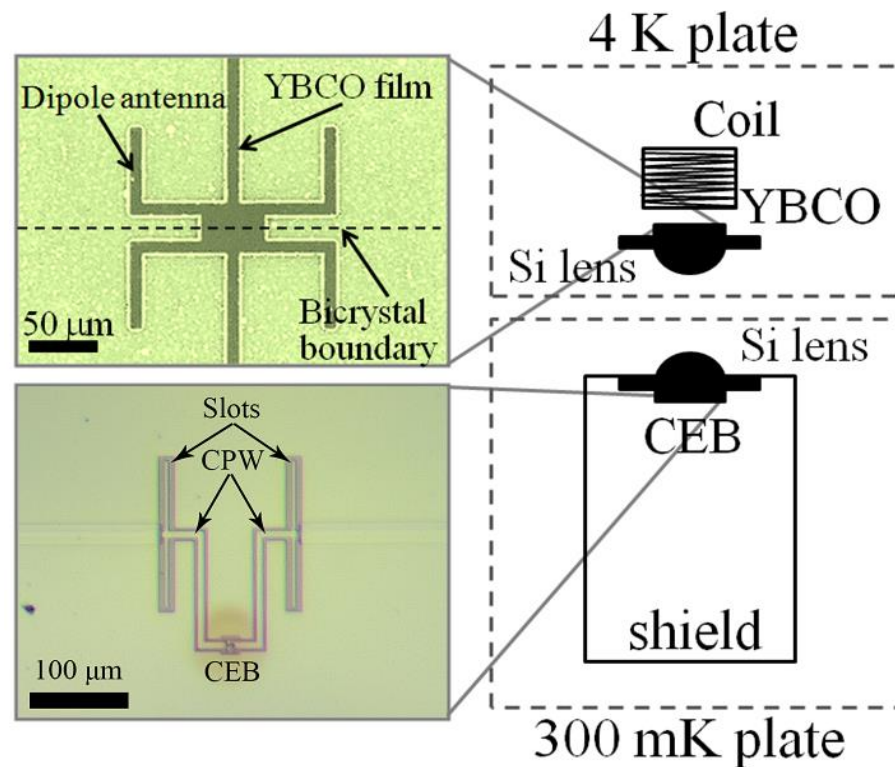 4 K plate
Dipole antenna
YBCO film
50 μm
Bicrystal
boundary
Coil
YBCO
Si lens
Si lens
CEB
shield
300 mK plate
Slots
CPW
CEB
100 μm